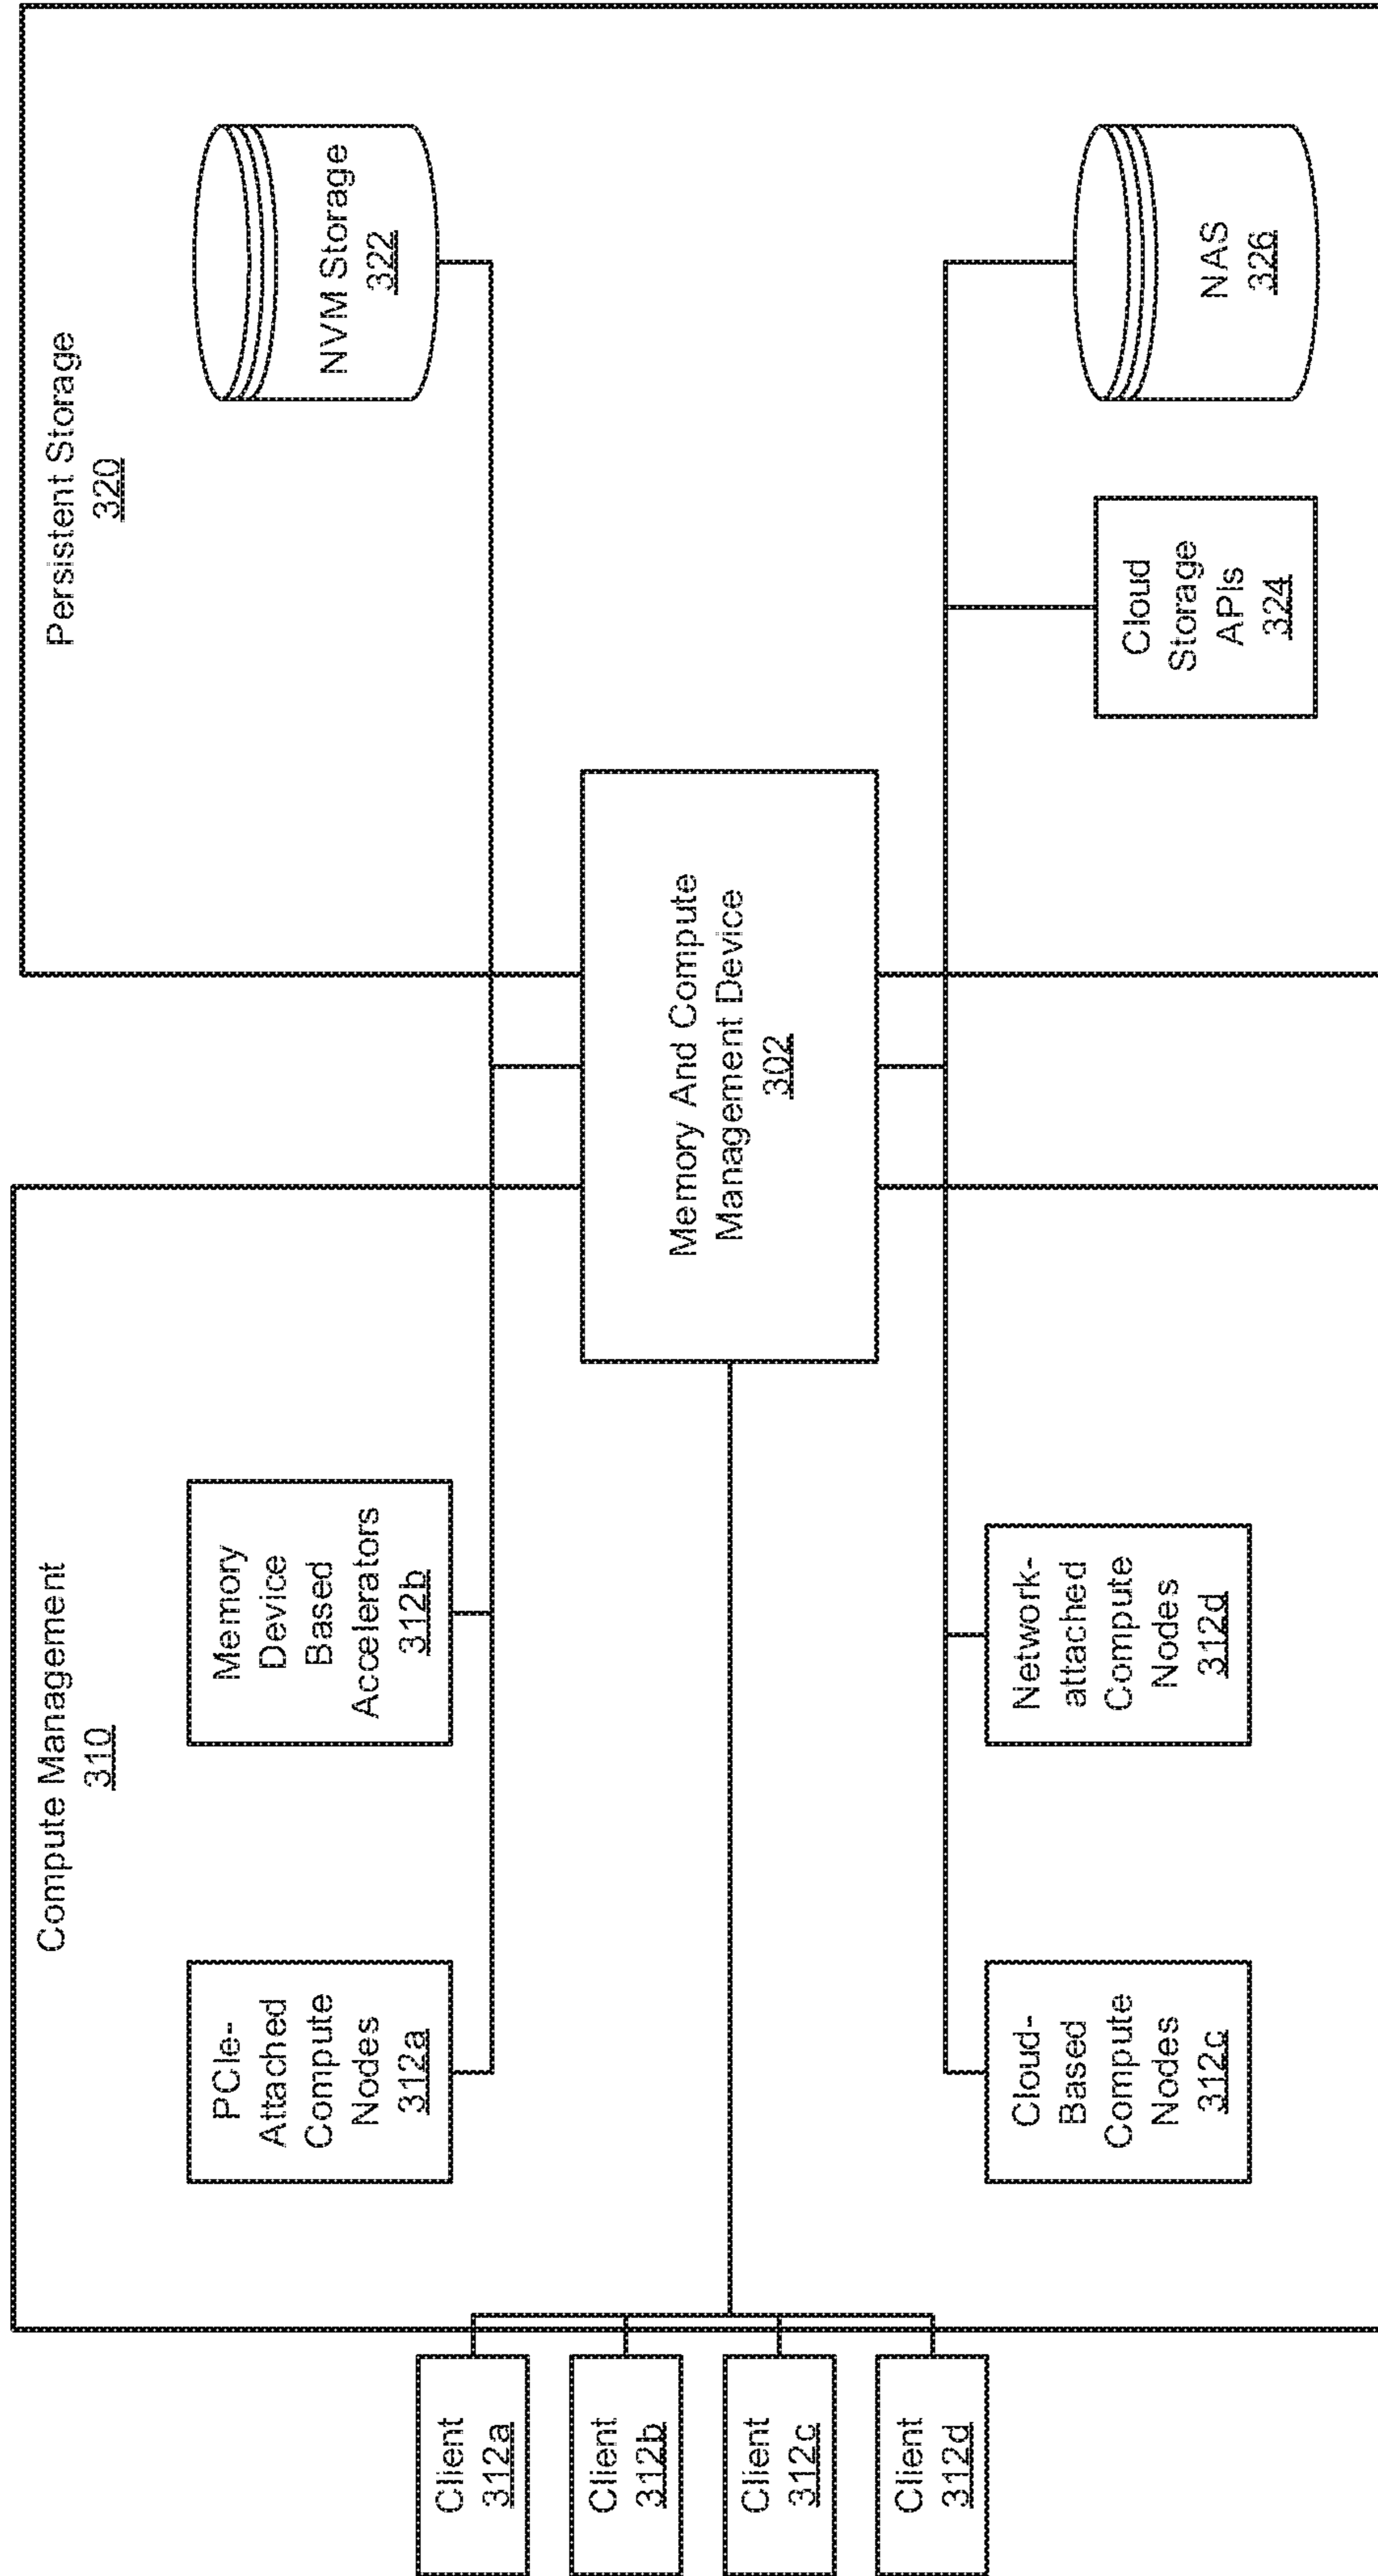 Compute Management
310
Persistent Storage
320
PCIe-
Attached
Compute
Nodes
312a
Memory
Device
Based
Accelerators
312b
NVM Storage
322
Client
312a
Client
312b
Client
312c
Client
312d
Memory And Compute
Management Device
302
Cloud-
Based
Compute
Nodes
312c
Network-
attached
Compute
Nodes
312d
Cloud
Storage
APIs
324
NAS
326